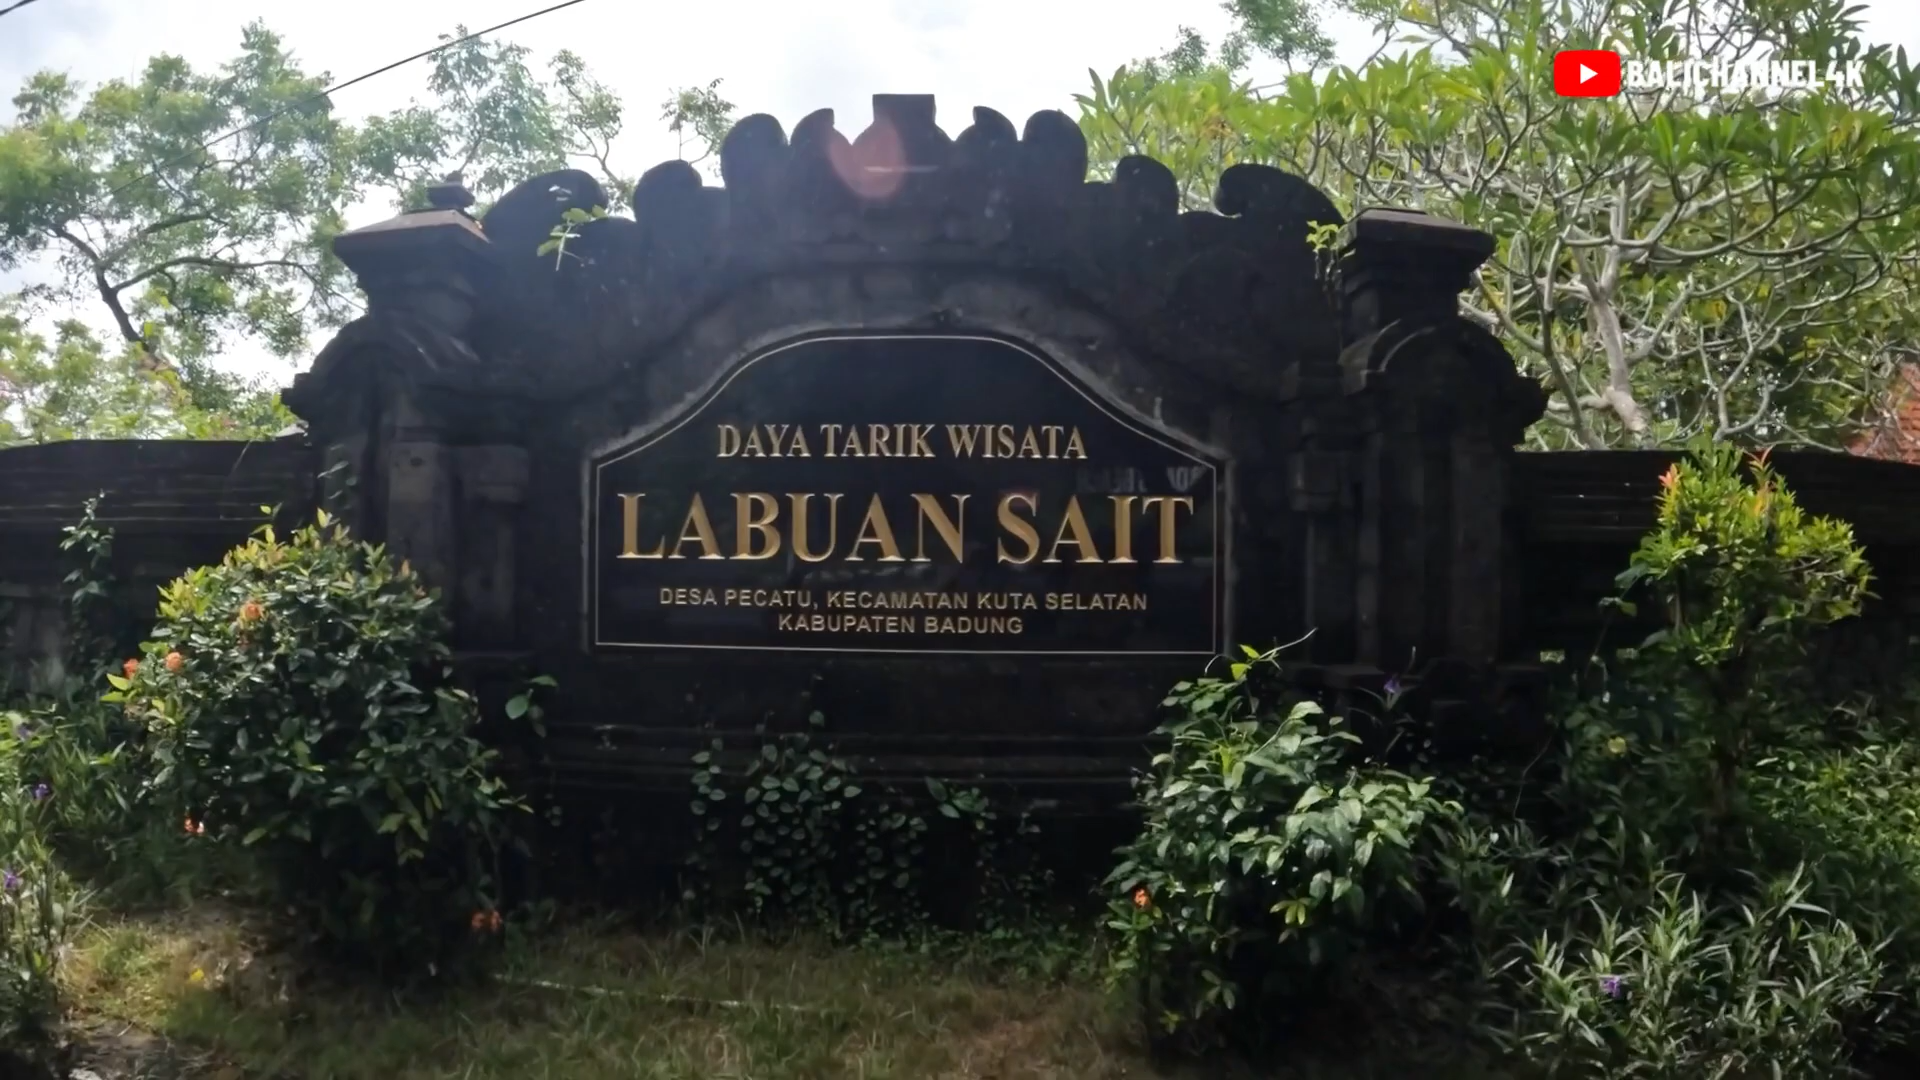 BALICHANNEL4K
DAYA TARIK WISATA
LABUAN SAIT
DESA PECATU, KECAMATAN KUTA SELATAN
KABUPATEN BADUNG